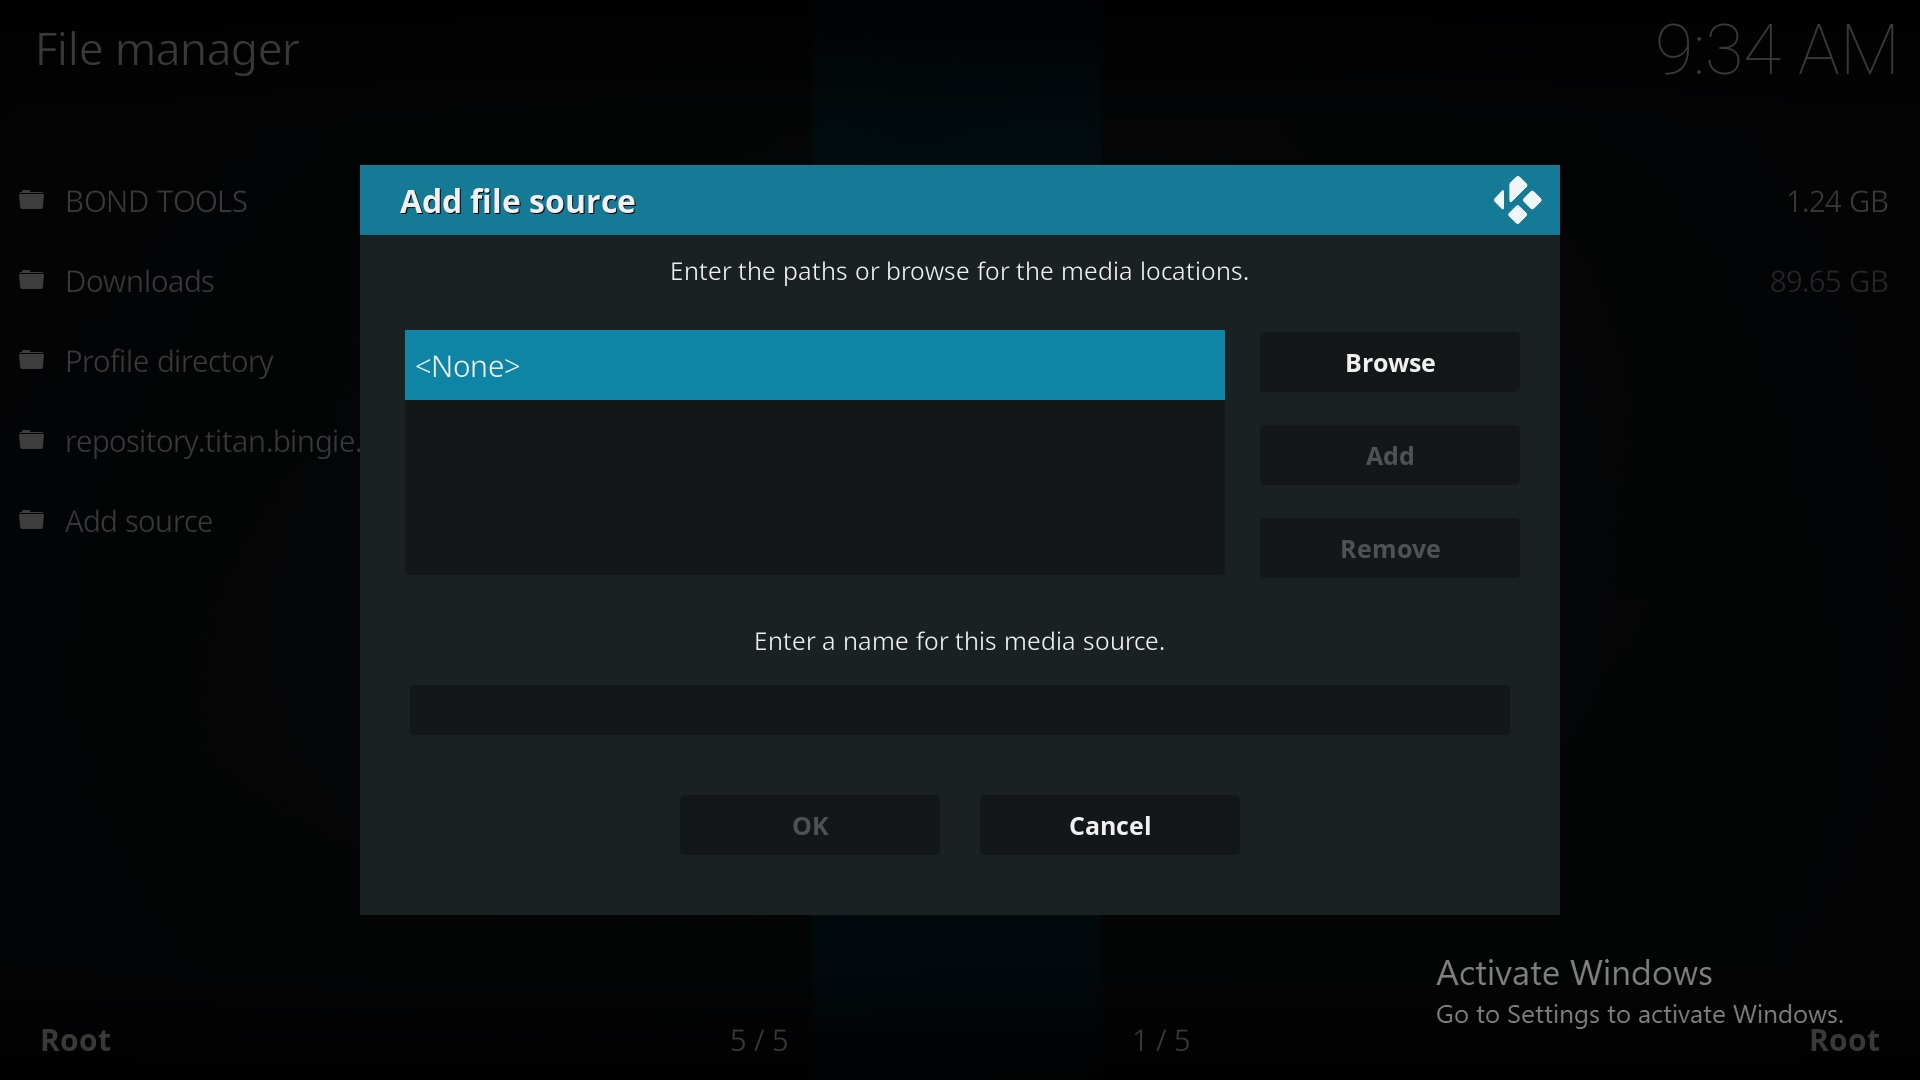 File manager
9:34 AM
BOND TOOLS
1.24 GB
Downloads
89.65 GB
Profile directory
repository.titan.bingie.
Add source
Add file source
Enter the paths or browse for the media locations.
<None>
Browse
Add
Remove
Enter a name for this media source.
OK
Cancel
Activate Windows
Go to Settings to activate Windows.
Root
5 / 5
1 / 5
Root